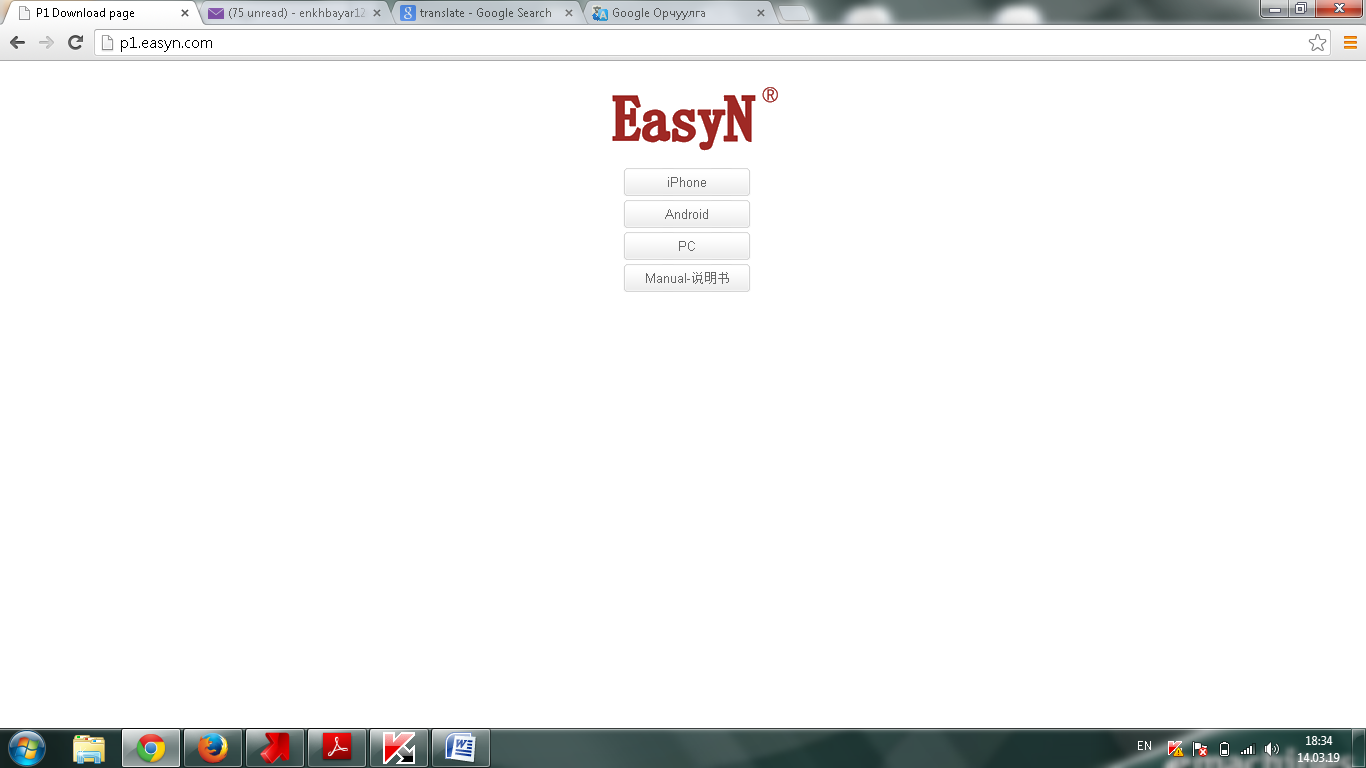 P1 Download page
(75 unread) - enkhbayar12
translate - Google Search
Google Орчуулга
p1.easyn.com
EasyN®
iPhone
Android
PC
Manual-说明书
EN
18:34
14.03.19